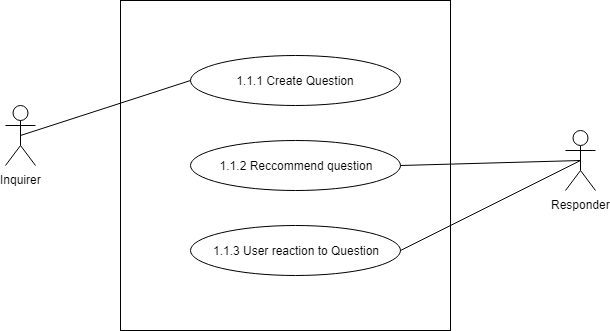 1.1.1 Create Question
1.1.2 Reccommend question
Inquirer
Responder
1.1.3 User reaction to Question